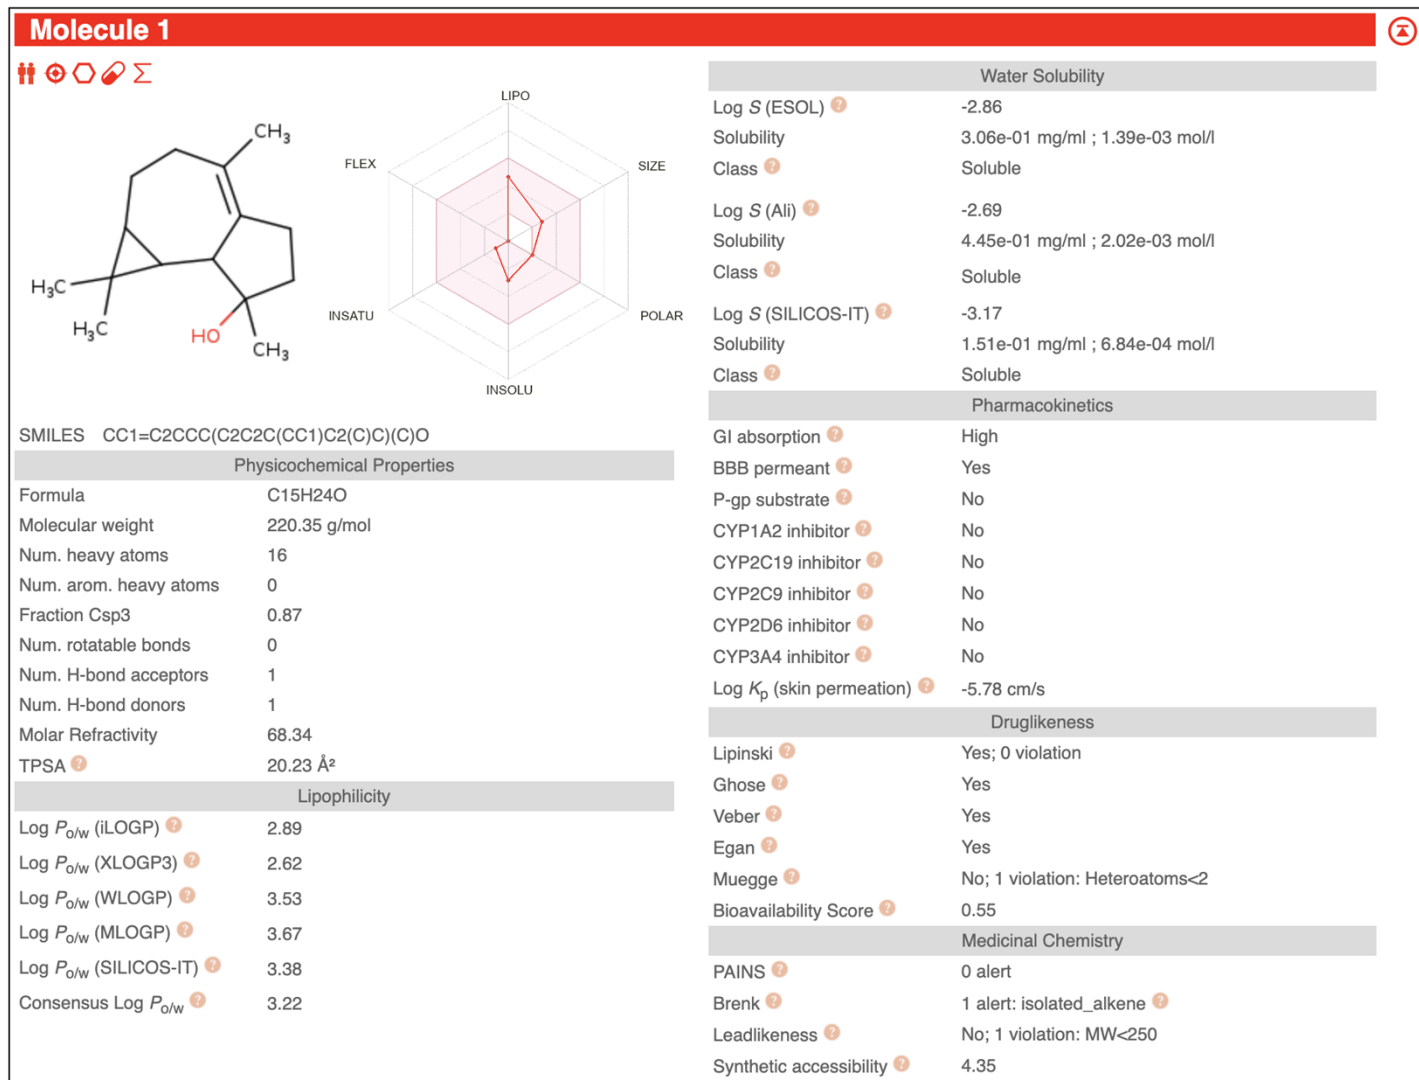 Molecule 1
CH3
H3C
H3C
HO
CH3
LIPO
FLEX
SIZE
INSATU
POLAR
INSOLU
SMILES CC1=C2CCC(C2C2C(CC1)C2(C)C)(C)O
Physicochemical Properties
Formula C15H24O
Molecular weight 220.35 g/mol
Num. heavy atoms 16
Num. arom. heavy atoms 0
Fraction Csp3 0.87
Num. rotatable bonds 0
Num. H-bond acceptors 1
Num. H-bond donors 1
Molar Refractivity 68.34
TPSA ? 20.23 Å²
Lipophilicity
Log Po/w (iLOGP) ? 2.89
Log Po/w (XLOGP3) ? 2.62
Log Po/w (WLOGP) ? 3.53
Log Po/w (MLOGP) ? 3.67
Log Po/w (SILICOS-IT) ? 3.38
Consensus Log Po/w ? 3.22
Water Solubility
Log S (ESOL) ? -2.86
Solubility 3.06e-01 mg/ml ; 1.39e-03 mol/l
Class ? Soluble
Log S (Ali) ? -2.69
Solubility 4.45e-01 mg/ml ; 2.02e-03 mol/l
Class ? Soluble
Log S (SILICOS-IT) ? -3.17
Solubility 1.51e-01 mg/ml ; 6.84e-04 mol/l
Class ? Soluble
Pharmacokinetics
GI absorption ? High
BBB permeant ? Yes
P-gp substrate ? No
CYP1A2 inhibitor ? No
CYP2C19 inhibitor ? No
CYP2C9 inhibitor ? No
CYP2D6 inhibitor ? No
CYP3A4 inhibitor ? No
Log Kp (skin permeation) ? -5.78 cm/s
Druglikeness
Lipinski ? Yes; 0 violation
Ghose ? Yes
Veber ? Yes
Egan ? Yes
Muegge ? No; 1 violation: Heteroatoms<2
Bioavailability Score ? 0.55
Medicinal Chemistry
PAINS ? 0 alert
Brenk ? 1 alert: isolated_alkene ?
Leadlikeness ? No; 1 violation: MW<250
Synthetic accessibility ? 4.35